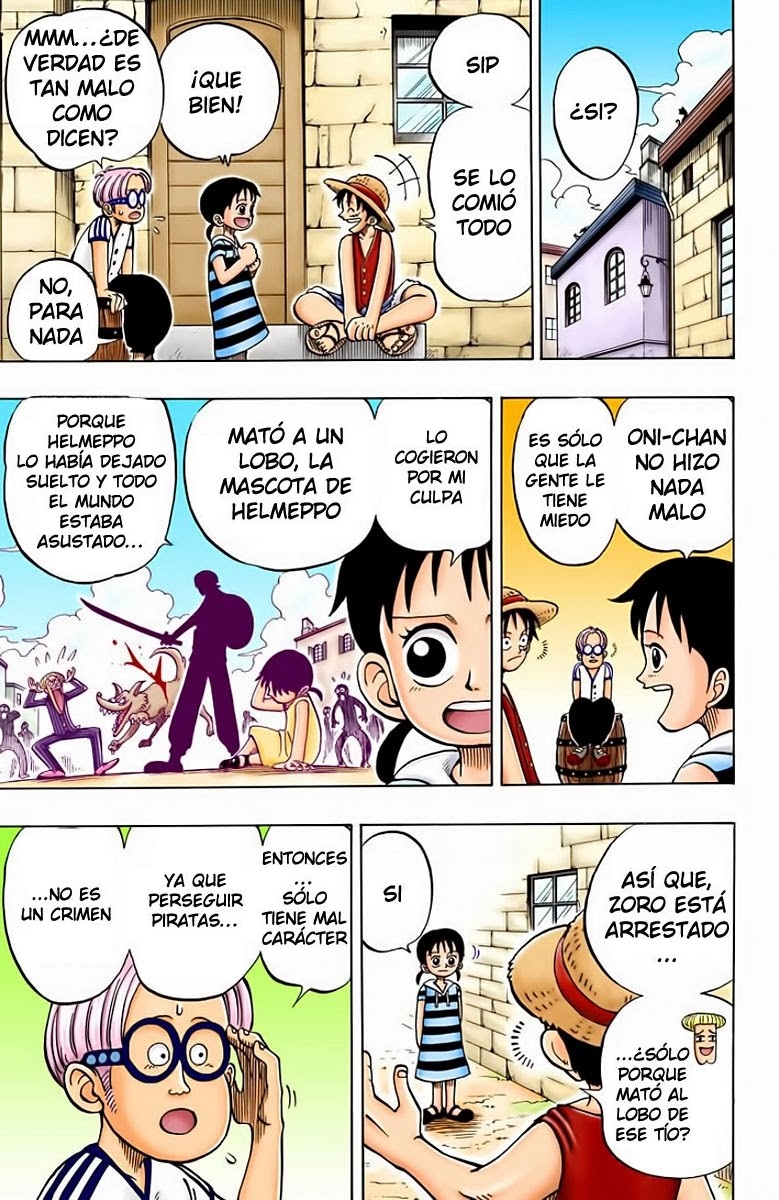 ¿SI?
SIP
SE LO
COMIÓ
TODO
¡QUE
BIEN!
MMM...¿DE
VERDAD ES
TAN MALO
COMO
DICEN?
NO,
PARA
NADA
ONI-CHAN
NO HIZO
NADA
MALO
ES SÓLO
QUE LA
GENTE LE
TIENE
MIEDO
LO
COGIERON
POR MI
CULPA
MATÓ A UN
LOBO, LA
MASCOTA DE
HELMEPPO
PORQUE
HELMEPPO
LO HABÍA DEJADO
SUELTO Y TODO
EL MUNDO
ESTABA
ASUSTADO...
ASÍ QUE,
ZORO ESTÁ
ARRESTADO
...
...¿SÓLO
PORQUE
MATÓ AL
LOBO DE
ESE TÍO?
SI
ENTONCES
...
SÓLO
TIENE MAL
CARÁCTER
YA QUE
PERSEGUIR
PIRATAS...
...NO ES
UN CRIMEN